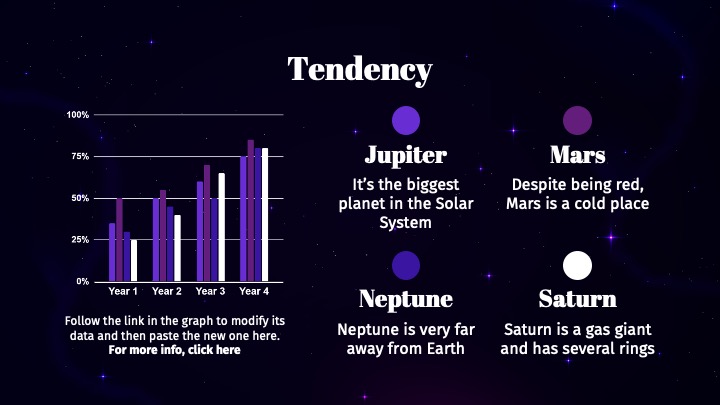 Tendency
100%
75%
50%
25%
0%
Year 1 Year 2 Year 3 Year 4
Follow the link in the graph to modify its
data and then paste the new one here.
For more info, click here
Jupiter
It’s the biggest
planet in the Solar
System
Mars
Despite being red,
Mars is a cold place
Neptune
Neptune is very far
away from Earth
Saturn
Saturn is a gas giant
and has several rings